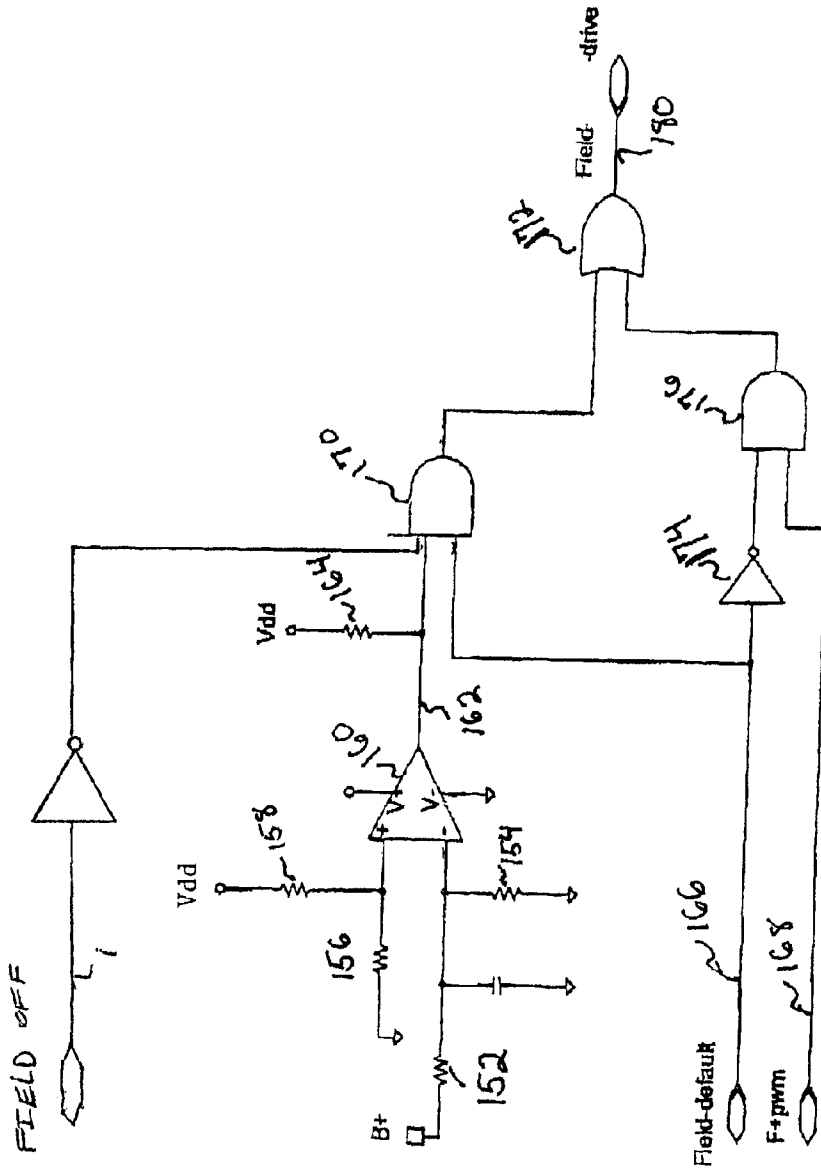 FIELD OFF
1
Vdd
158
156
B+
152
154
160
V+
V-
+
-
162
Vdd
164
170
Field-default
166
F+pwm
168
174
176
172
Field-drive
180